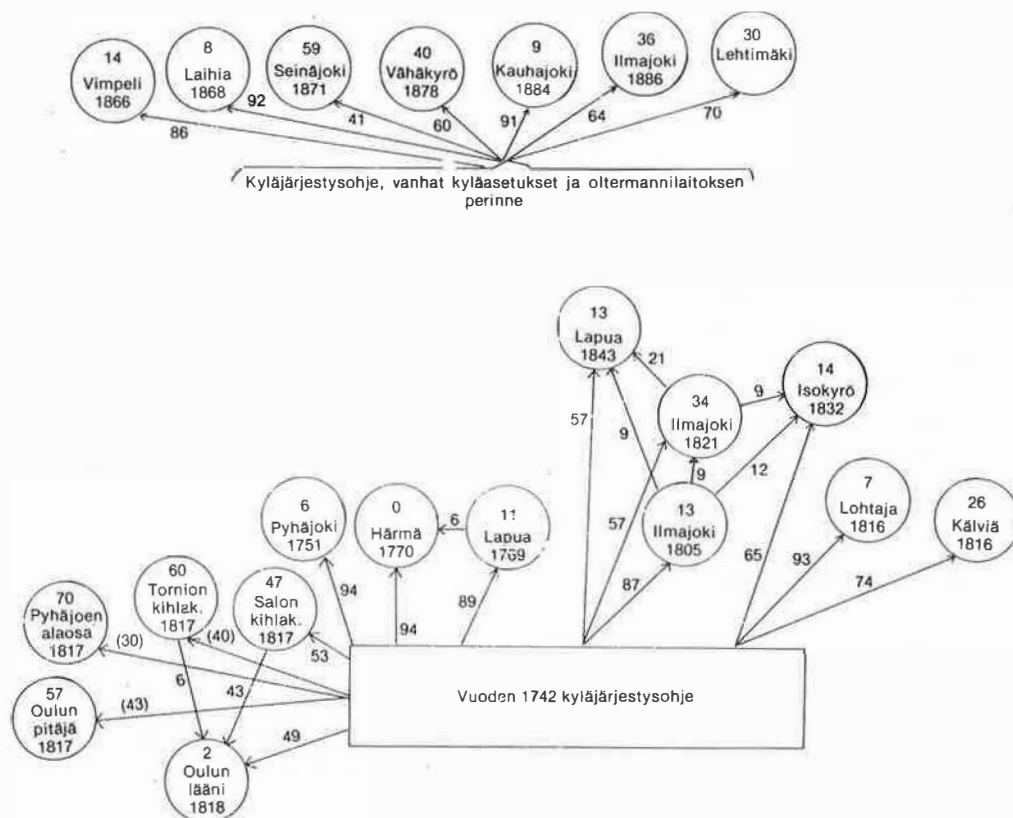 14
Vimpeli
1866
8
Laihia
1868
59
Seinäjoki
1871
40
Vähäkyrö
1878
9
Kauhajoki
1884
36
Ilmajoki
1886
30
Lehtimäki
86
92
41
60
91
64
70
Kyläjärjestysohje, vanhat kyläasetukset ja oltermannilaitoksen
perinne
13
Lapua
1843
21
34
Ilmajoki
1821
9
14
Isokyrö
1832
57
9
9
12
57
13
Ilmajoki
1805
87
65
7
Lohtaja
1816
93
26
Kälviä
1816
74
6
Pyhäjoki
1751
94
0
Härmä
1770
6
11
Lapua
1769
94
89
70
Pyhäjoen
alaosa
1817
60
Tornion
kihlak.
1817
47
Salon
kihlak.
1817
(30)
(40)
53
6
43
57
Oulun
pitäjä
1817
(43)
49
2
Oulun
lääni
1818
Vuoden 1742 kyläjärjestysohje